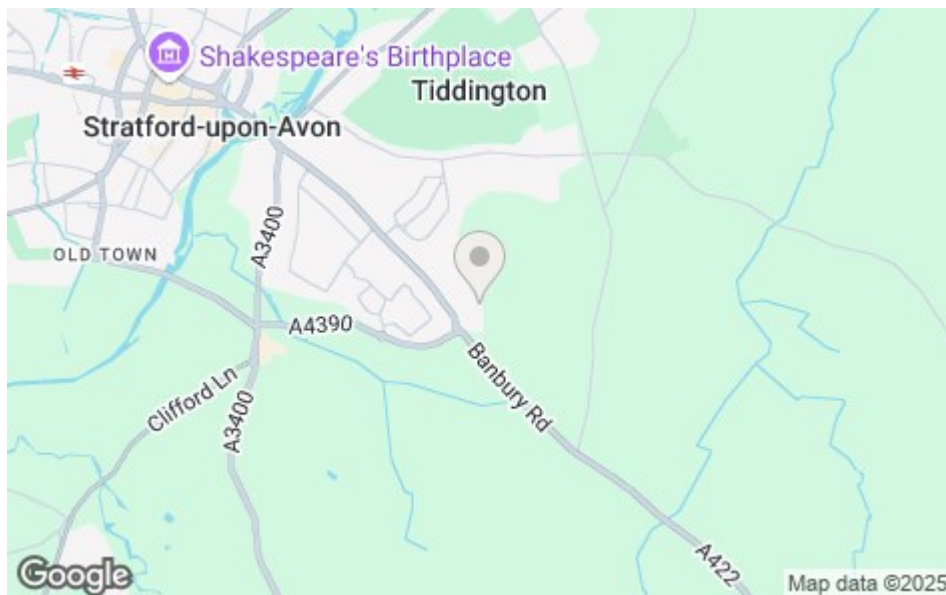 Shakespeare's Birthplace
Tiddington
Stratford-upon-Avon
A3400
OLD TOWN
A4390
Banbury Rd
Clifford Ln
A3400
A422
Google
Map data ©2025